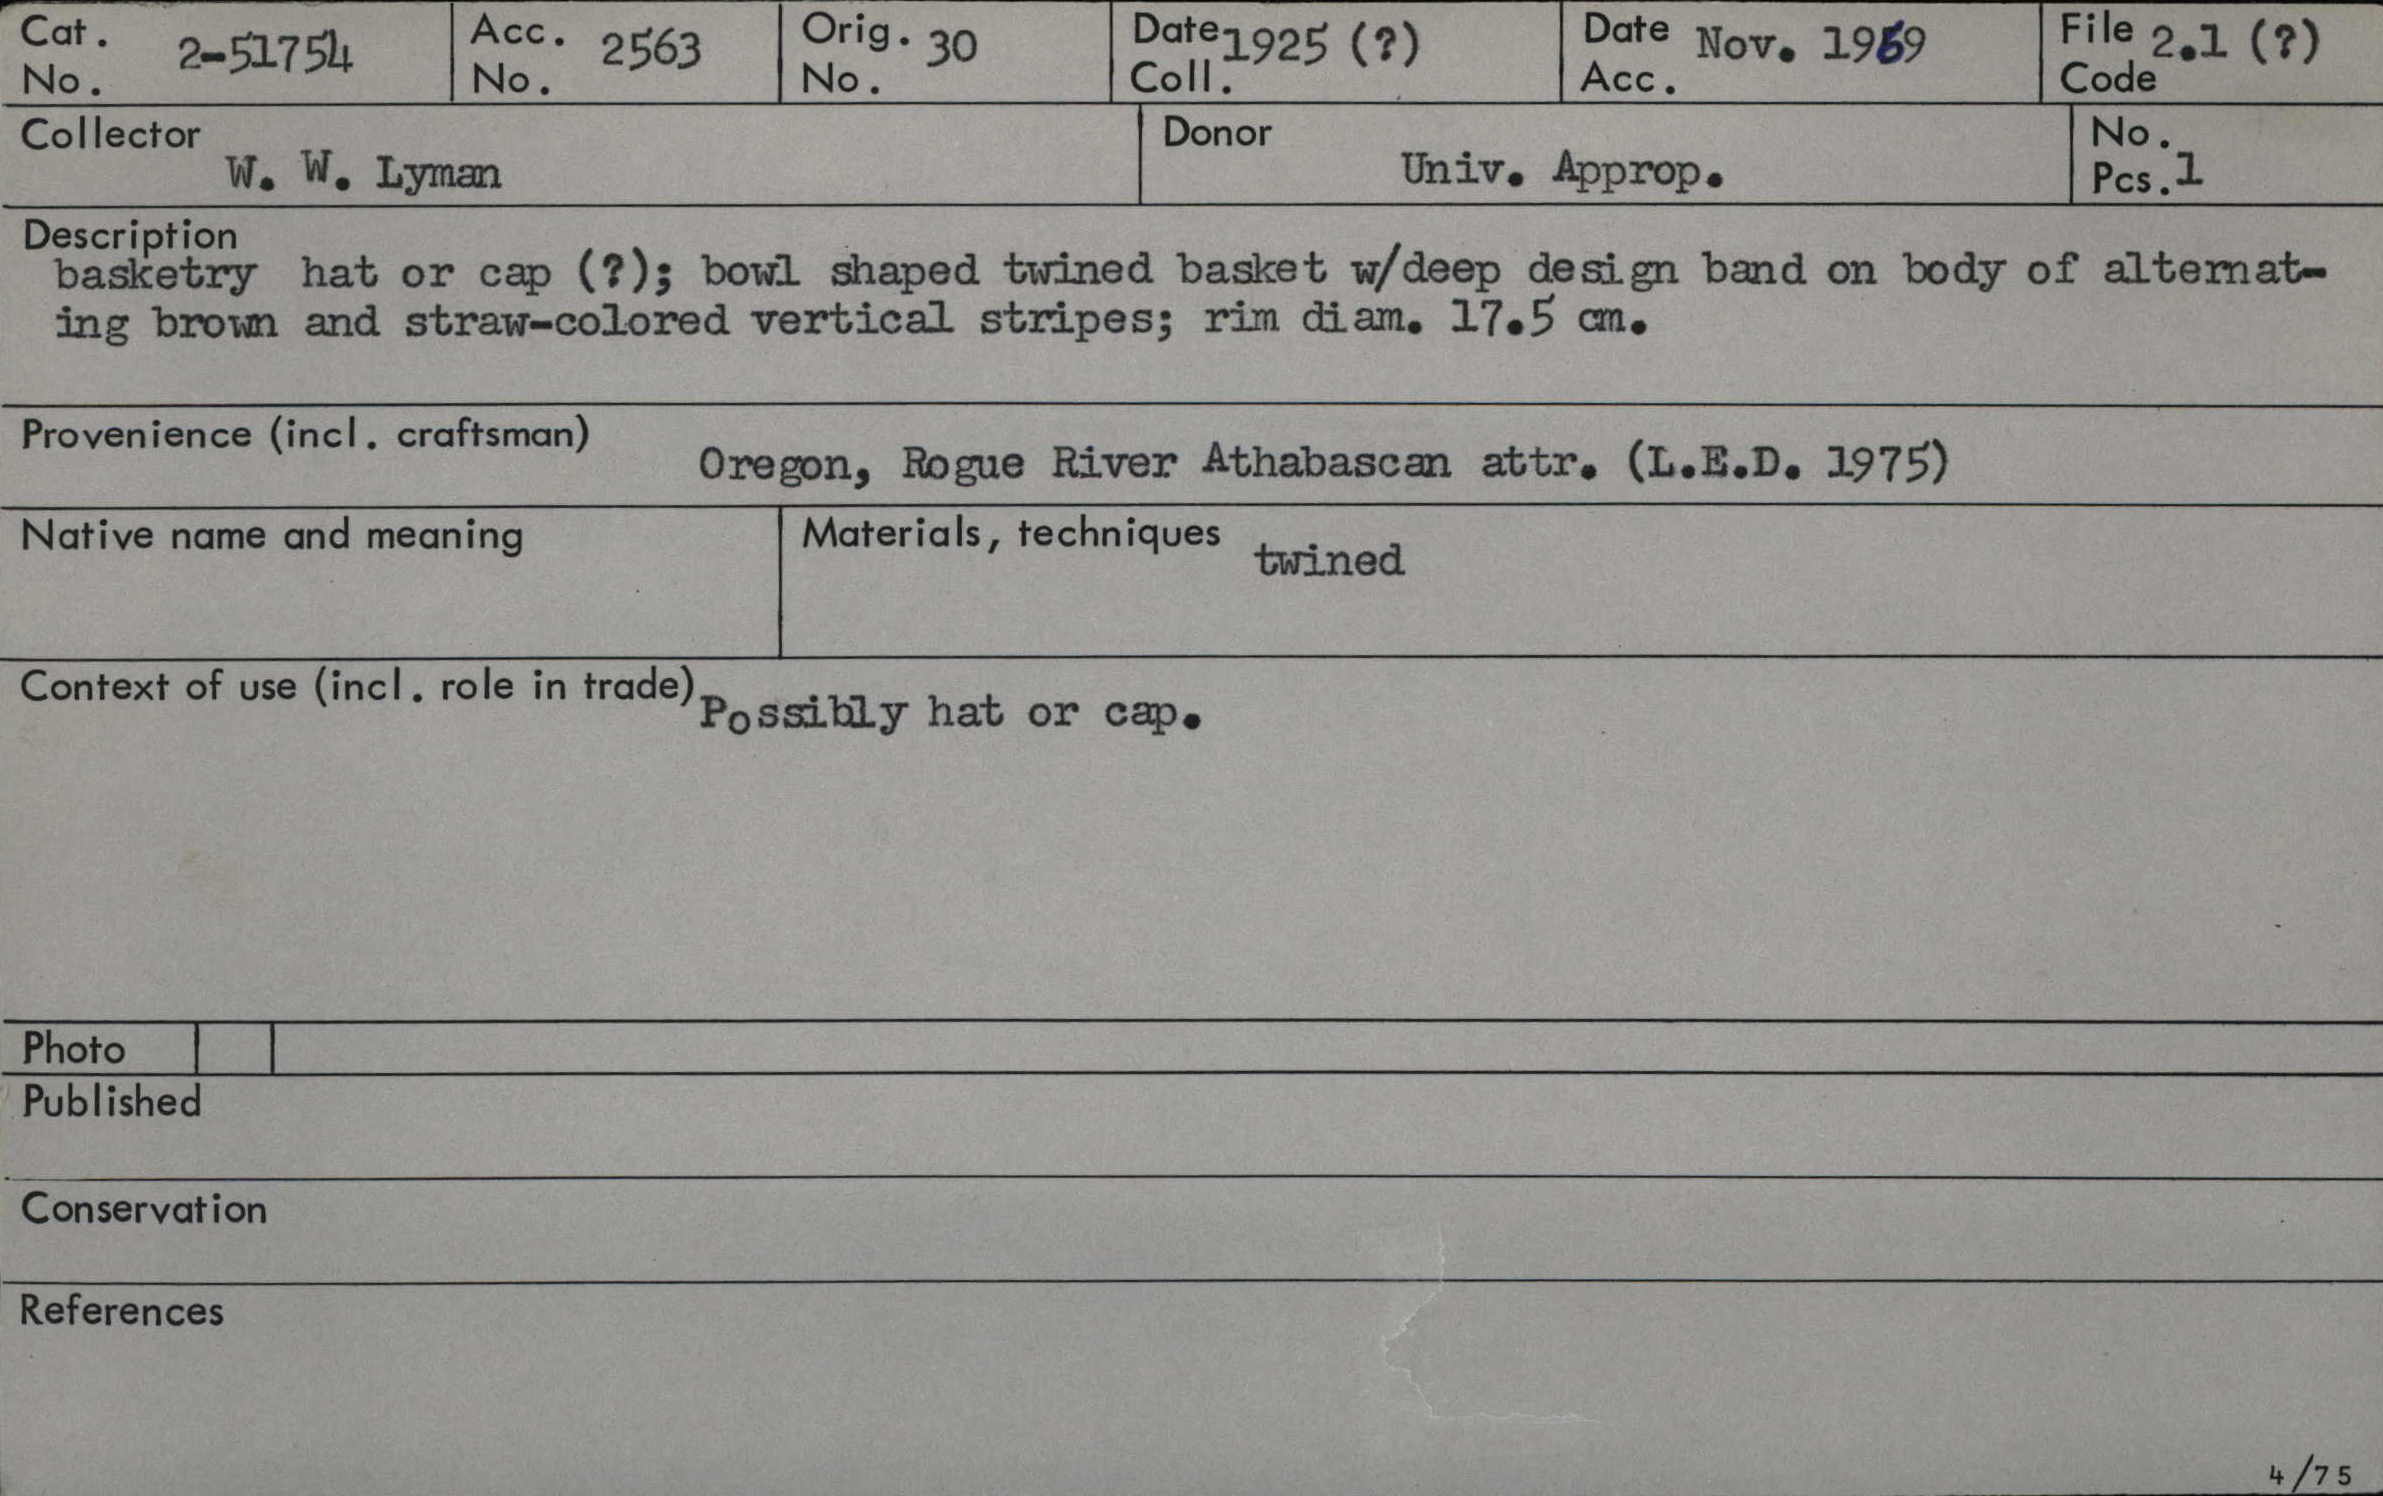 Cat. No. 2-51754
Acc. No. 2563
Orig. No. 30
Date Coll. 1925 (?)
Date Acc. Nov. 1969
File Code 2.1 (?)
Collector
W. W. Lyman
Donor
Univ. Approp.
No. Pcs. 1
Description
basketry hat or cap (?); bowl shaped twined basket w/deep design band on body of alternat-
ing brown and straw-colored vertical stripes; rim diam. 17.5 cm.
Provenience (incl. craftsman)
Oregon, Rogue River Athabascan attr. (L.E.D. 1975)
Native name and meaning
Materials, techniques
twined
Context of use (incl. role in trade)
Possibly hat or cap.
Photo
Published
Conservation
References
4/75